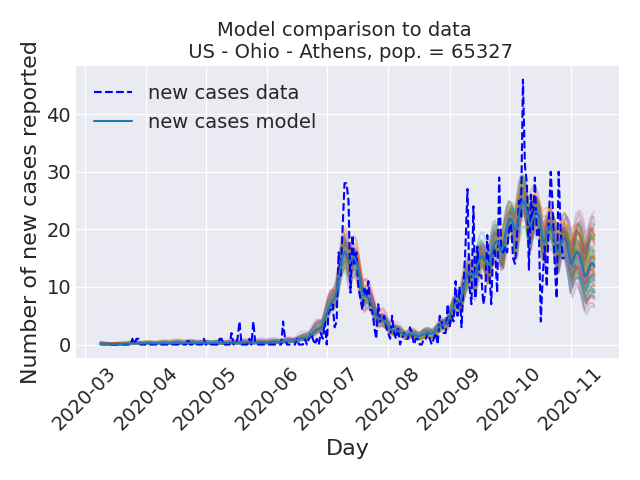 Model comparison to data
US - Ohio - Athens, pop. = 65327
new cases data
new cases model
Number of new cases reported
40
30
20
10
0
2020-03
2020-04
2020-05
2020-06
2020-07
2020-08
2020-09
2020-10
2020-11
Day